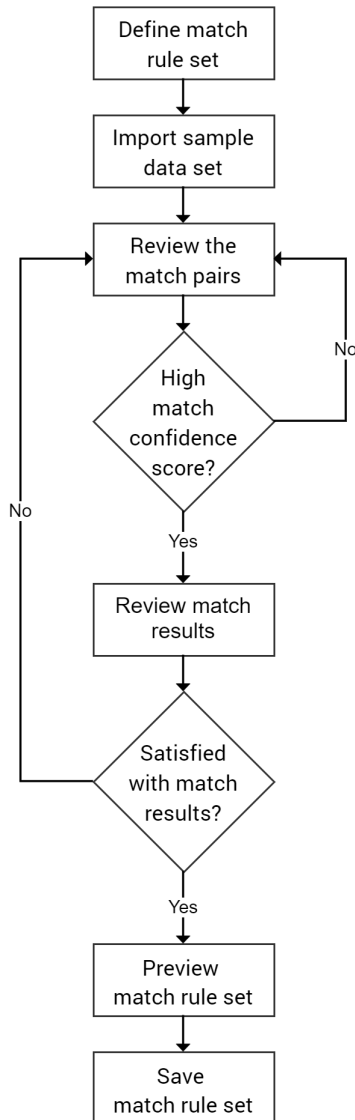 Define match
rule set
Import sample
data set
Review the
match pairs
No
High
match
confidence
score?
No
Yes
Review match
results
Satisfied
with match
results?
Yes
Preview
match rule set
Save
match rule set